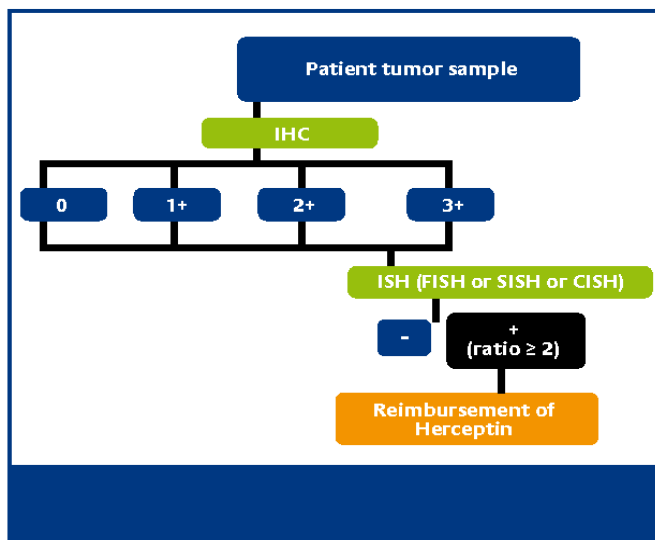 Patient tumor sample
IHC
0
1+
2+
3+
ISH (FISH or SISH or CISH)
-
+
(ratio ≥ 2)
Reimbursement of
Herceptin